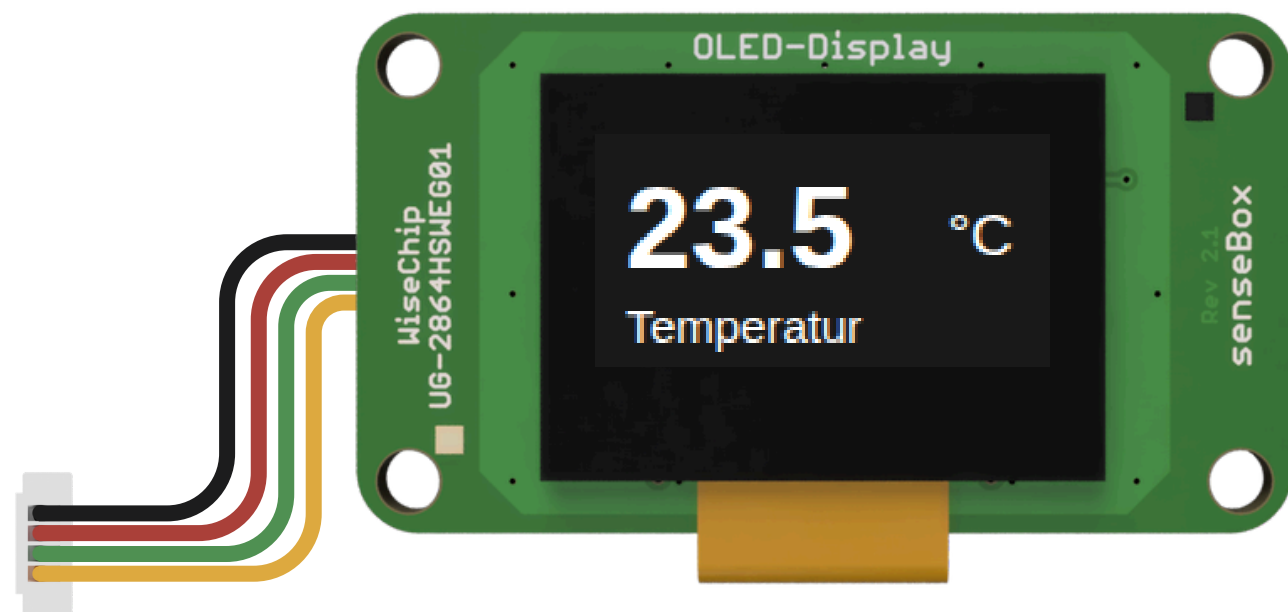 OLED-Display
WiseChip
UG-2864HSWEG01
23.5 °C
Temperatur
Rev 2.1
senseBox